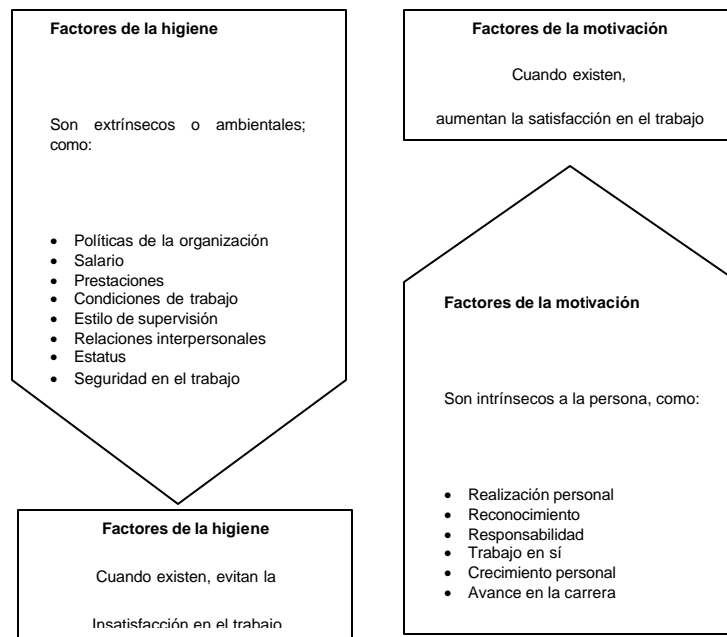 Factores de la higiene
Son extrínsecos o ambientales;
como:
• Políticas de la organización
• Salario
• Prestaciones
• Condiciones de trabajo
• Estilo de supervisión
• Relaciones interpersonales
• Estatus
• Seguridad en el trabajo
Factores de la higiene
Cuando existen, evitan la
Insatisfacción en el trabajo
Factores de la motivación
Cuando existen,
aumentan la satisfacción en el trabajo
Factores de la motivación
Son intrínsecos a la persona, como:
• Realización personal
• Reconocimiento
• Responsabilidad
• Trabajo en sí
• Crecimiento personal
• Avance en la carrera